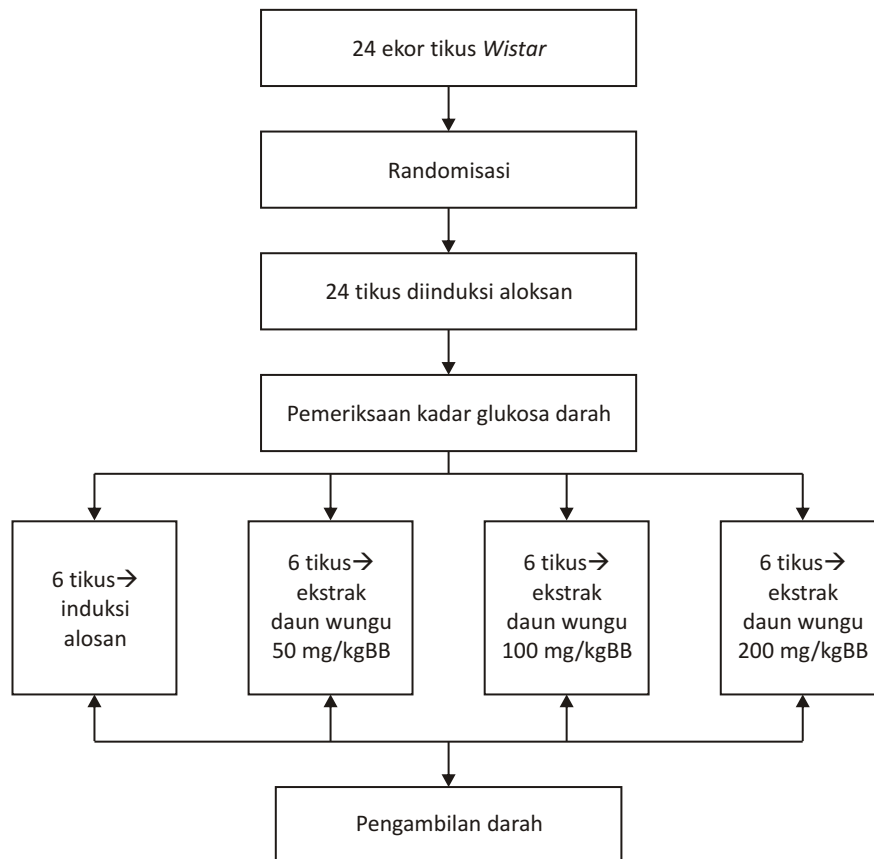 24 ekor tikus Wistar
Randomisasi
24 tikus diinduksi aloksan
Pemeriksaan kadar glukosa darah
6 tikus→
induksi
alosan
6 tikus→
ekstrak
daun wungu
50 mg/kgBB
6 tikus→
ekstrak
daun wungu
100 mg/kgBB
6 tikus→
ekstrak
daun wungu
200 mg/kgBB
Pengambilan darah